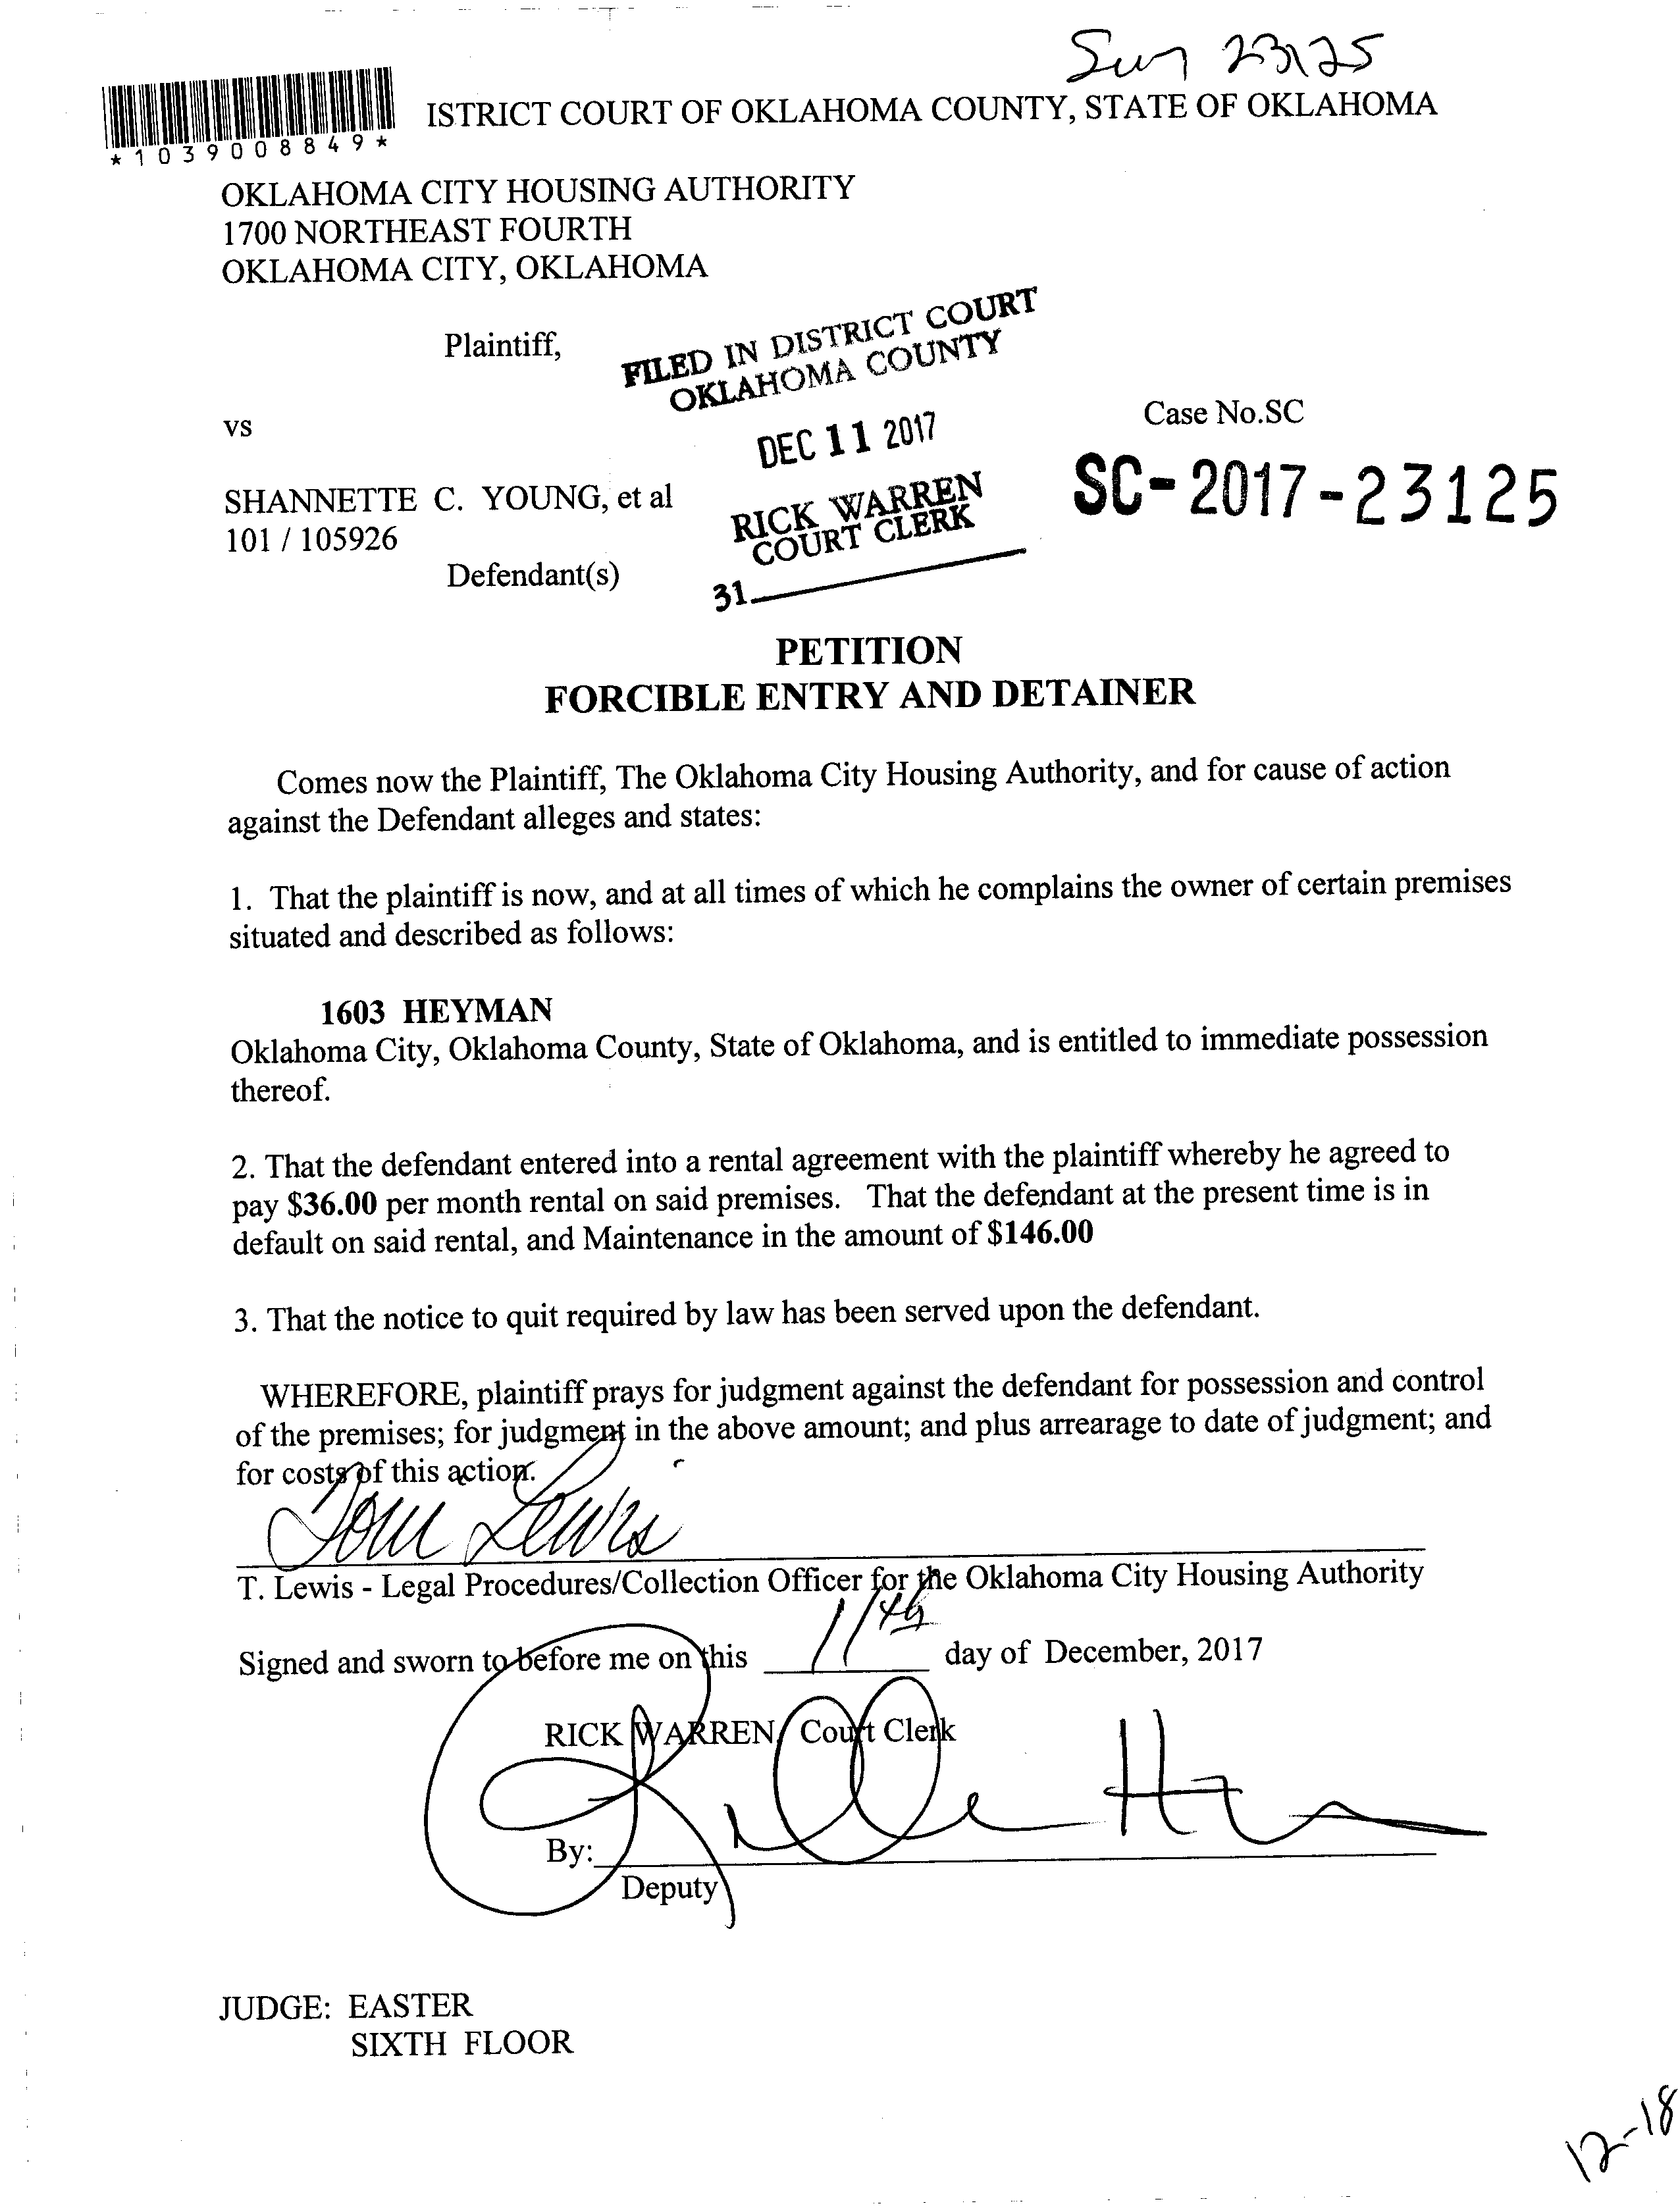 Sum 23125
ISTRICT COURT OF OKLAHOMA COUNTY, STATE OF OKLAHOMA
*1039008849*
OKLAHOMA CITY HOUSING AUTHORITY
1700 NORTHEAST FOURTH
OKLAHOMA CITY, OKLAHOMA
Plaintiff,
FILED IN DISTRICT COURT
OKLAHOMA COUNTY
vs
Case No.SC
DEC 11 2017
SC-2017-23125
SHANNETTE C. YOUNG, et al
101 / 105926
RICK WARREN
COURT CLERK
Defendant(s)
31
PETITION
FORCIBLE ENTRY AND DETAINER
Comes now the Plaintiff, The Oklahoma City Housing Authority, and for cause of action
against the Defendant alleges and states:
1. That the plaintiff is now, and at all times of which he complains the owner of certain premises
situated and described as follows:
1603 HEYMAN
Oklahoma City, Oklahoma County, State of Oklahoma, and is entitled to immediate possession
thereof.
2. That the defendant entered into a rental agreement with the plaintiff whereby he agreed to
pay $36.00 per month rental on said premises. That the defendant at the present time is in
default on said rental, and Maintenance in the amount of $146.00
3. That the notice to quit required by law has been served upon the defendant.
WHEREFORE, plaintiff prays for judgment against the defendant for possession and control
of the premises; for judgment in the above amount; and plus arrearage to date of judgment; and
for costs of this action.
Tom Lewis
T. Lewis - Legal Procedures/Collection Officer for the Oklahoma City Housing Authority
Signed and sworn to before me on this 11th day of December, 2017
RICK WARREN, Court Clerk
By:
Deputy
JUDGE: EASTER
SIXTH FLOOR
12-18